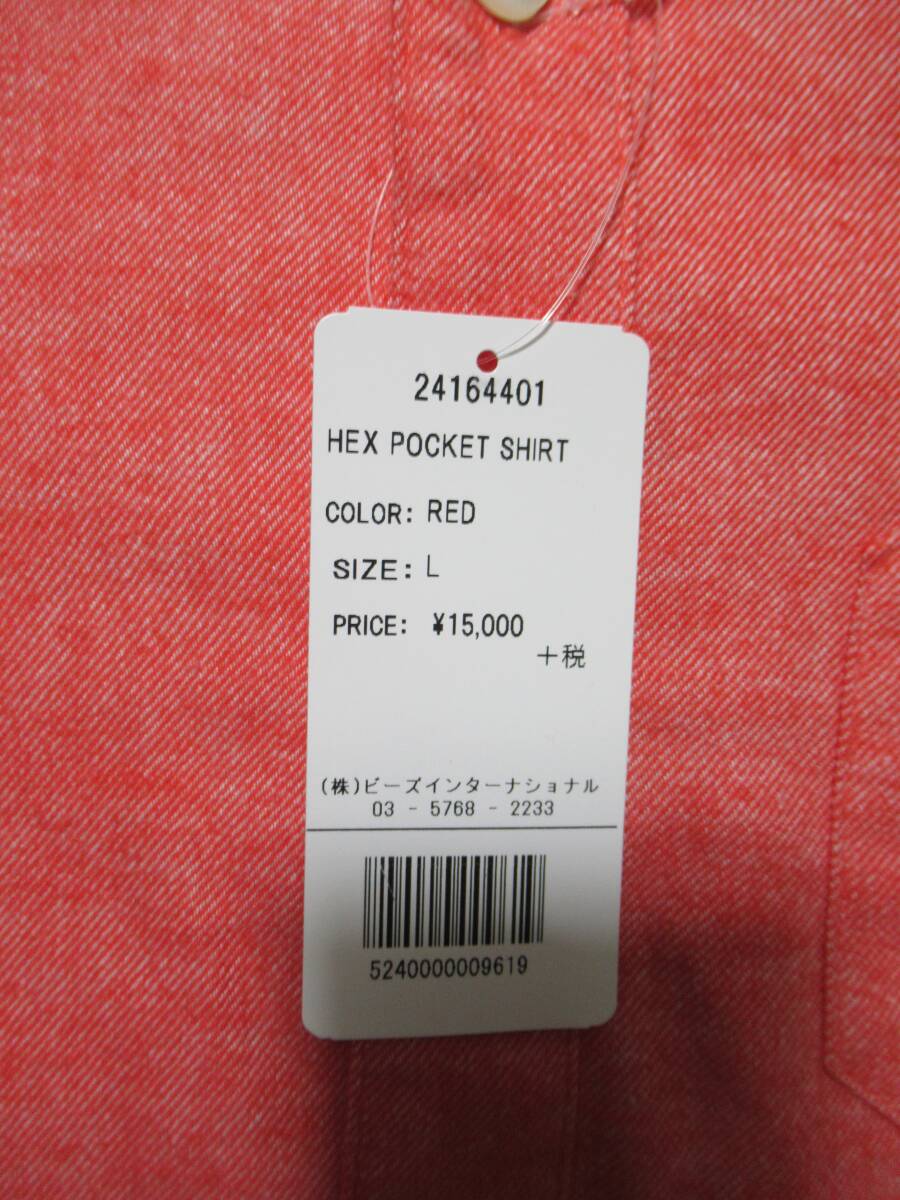 24164401
HEX POCKET SHIRT
COLOR: RED
SIZE: L
PRICE: ¥15,000
+税
(株)ビーズインターナショナル
03 - 5768 - 2233
5240000009619